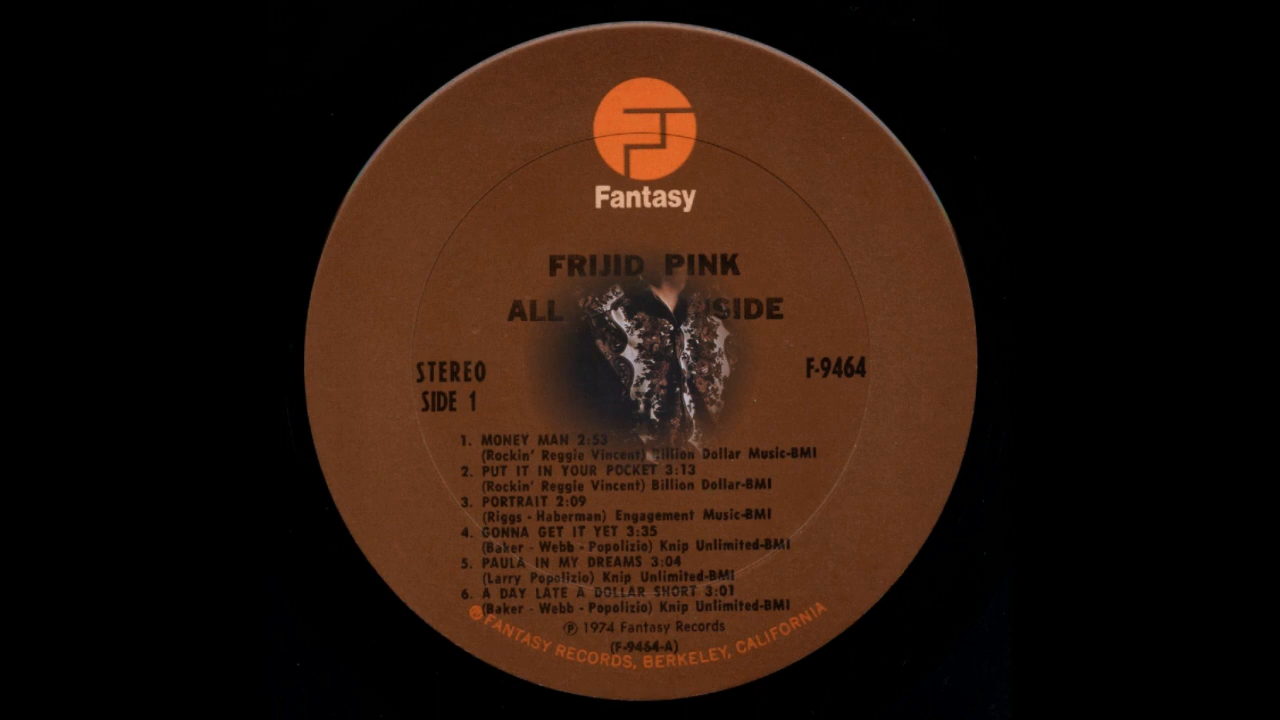 Fantasy
FRIJID PINK
ALL SIDE
STEREO
SIDE 1
F-9464
1. MONEY MAN 2:53
(Rockin' Reggie Vincent) Billion Dollar Music-BMI
2. PUT IT IN YOUR POCKET 3:13
(Rockin' Reggie Vincent) Billion Dollar-BMI
3. PORTRAIT 2:09
(Riggs - Haberman) Engagement Music-BMI
4. GONNA GET IT YET 3:35
(Baker - Webb - Popolizio) Knip Unlimited-BMI
5. PAULA IN MY DREAMS 3:04
(Larry Popolizio) Knip Unlimited-BMI
6. A DAY LATE A DOLLAR SHORT 3:01
(Baker - Webb - Popolizio) Knip Unlimited-BMI
℗ 1974 Fantasy Records
(F-9464-A)
® FANTASY RECORDS, BERKELEY, CALIFORNIA